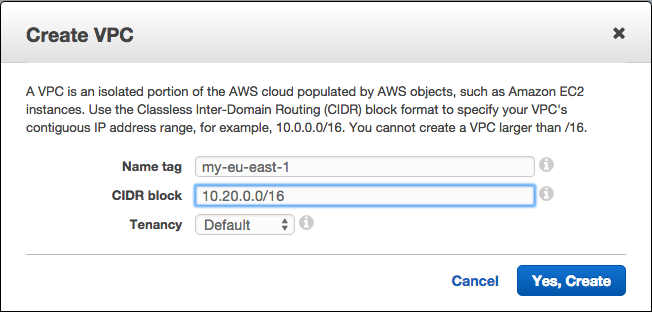 Create VPC
A VPC is an isolated portion of the AWS cloud populated by AWS objects, such as Amazon EC2
instances. Use the Classless Inter-Domain Routing (CIDR) block format to specify your VPC's
contiguous IP address range, for example, 10.0.0.0/16. You cannot create a VPC larger than /16.
Name tag my-eu-east-1
CIDR block 10.20.0.0/16
Tenancy Default
Cancel Yes, Create